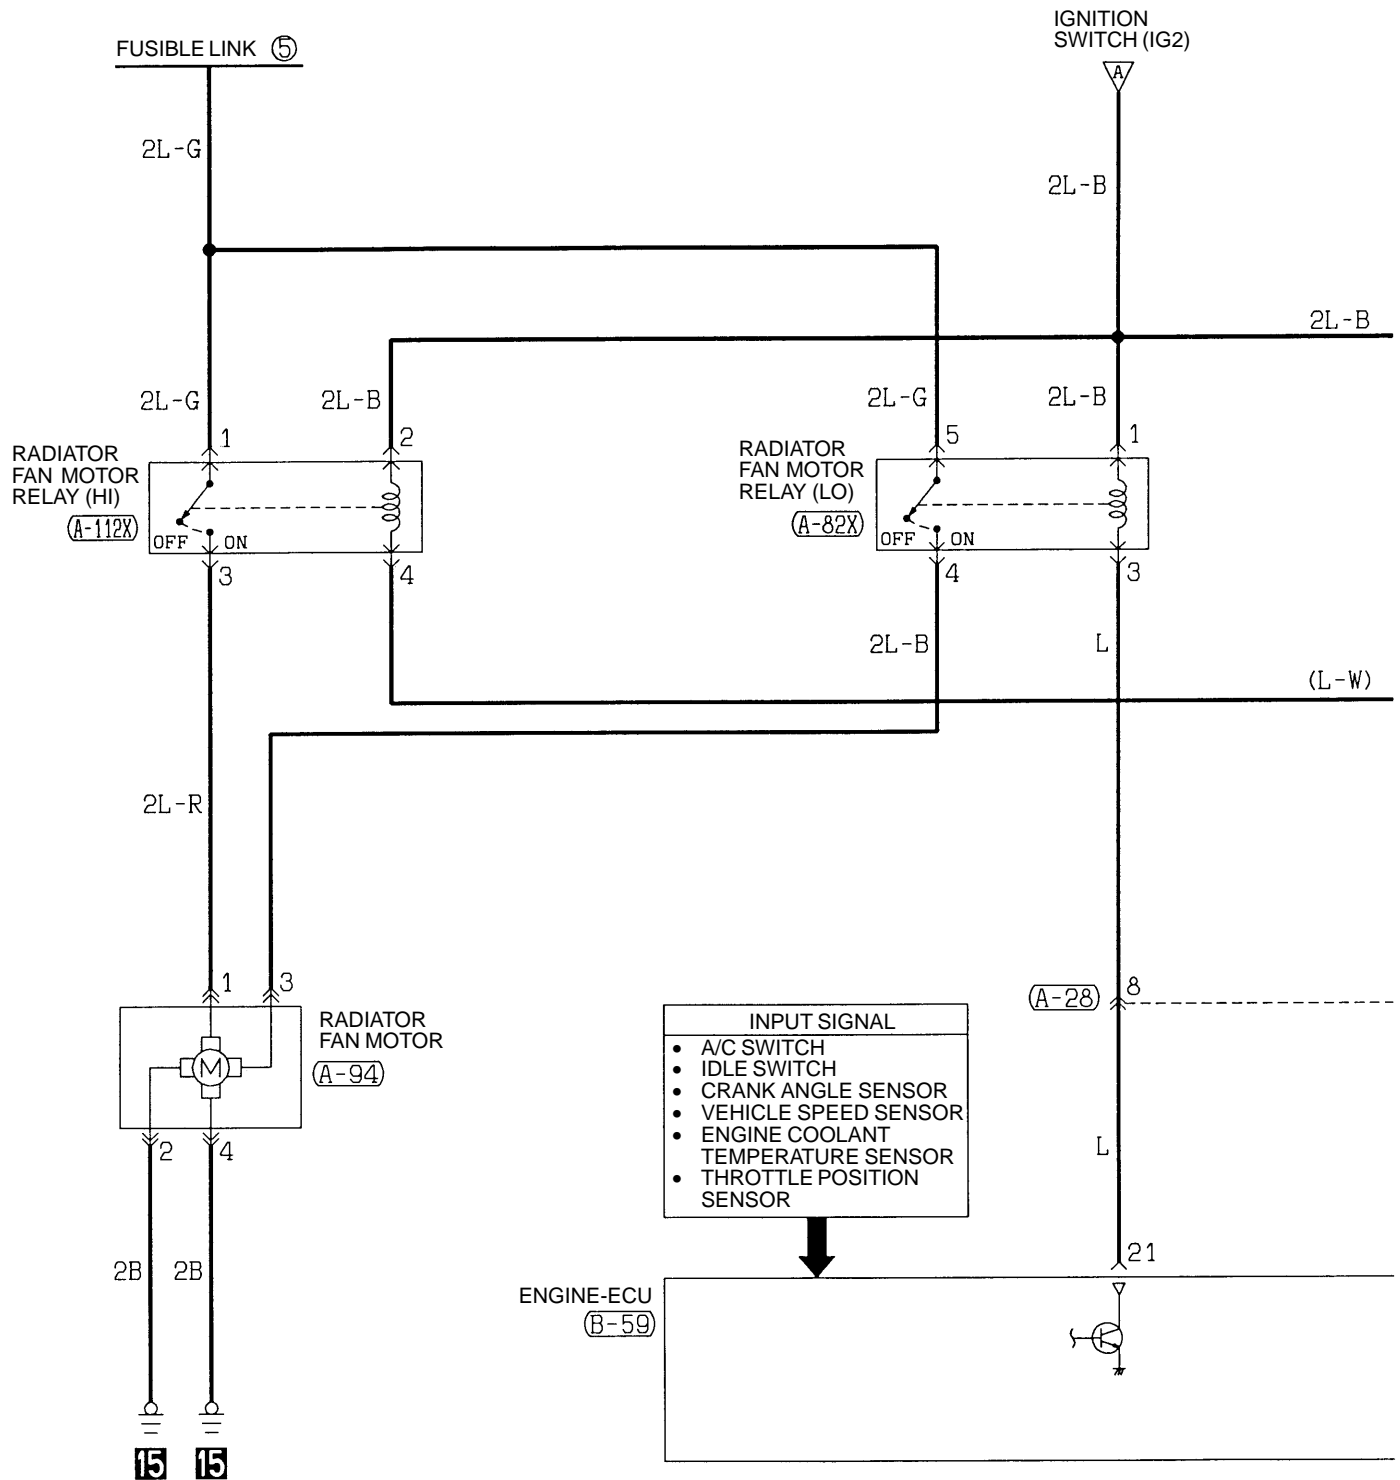 IGNITION
SWITCH (IG2)
FUSIBLE LINK ⑤
A
2L-G
2L-B
2L-B
2L-G
2L-B
2L-G
2L-B
1
2
5
1
RADIATOR
FAN MOTOR
RELAY (HI)
A-112X
OFF
ON
RADIATOR
FAN MOTOR
RELAY (LO)
A-82X
OFF
ON
3
4
4
3
2L-B
L
(L-W)
2L-R
1
3
8
A-28
RADIATOR
FAN MOTOR
A-94
M
2
4
INPUT SIGNAL
• A/C SWITCH
• IDLE SWITCH
• CRANK ANGLE SENSOR
• VEHICLE SPEED SENSOR
• ENGINE COOLANT
TEMPERATURE SENSOR
• THROTTLE POSITION
SENSOR
L
21
2B
2B
ENGINE-ECU
B-59
15
15